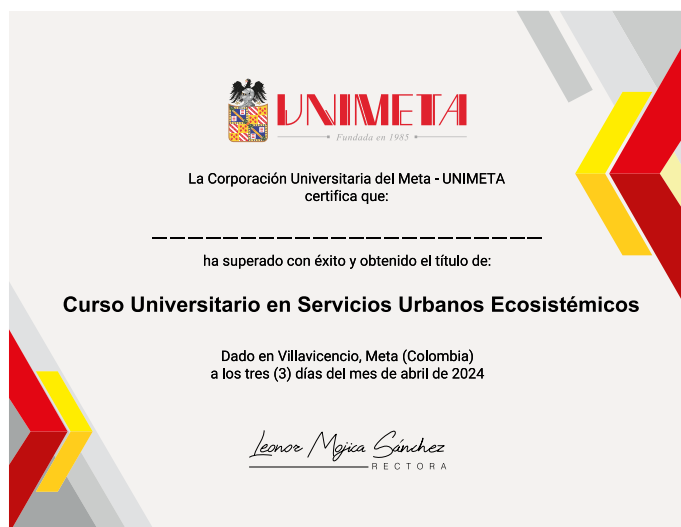 UNIMETA
Fundada en 1985
La Corporación Universitaria del Meta - UNIMETA
certifica que:
ha superado con éxito y obtenido el título de:
Curso Universitario en Servicios Urbanos Ecosistémicos
Dado en Villavicencio, Meta (Colombia)
a los tres (3) días del mes de abril de 2024
Leonor Mojica Sánchez
RECTORA